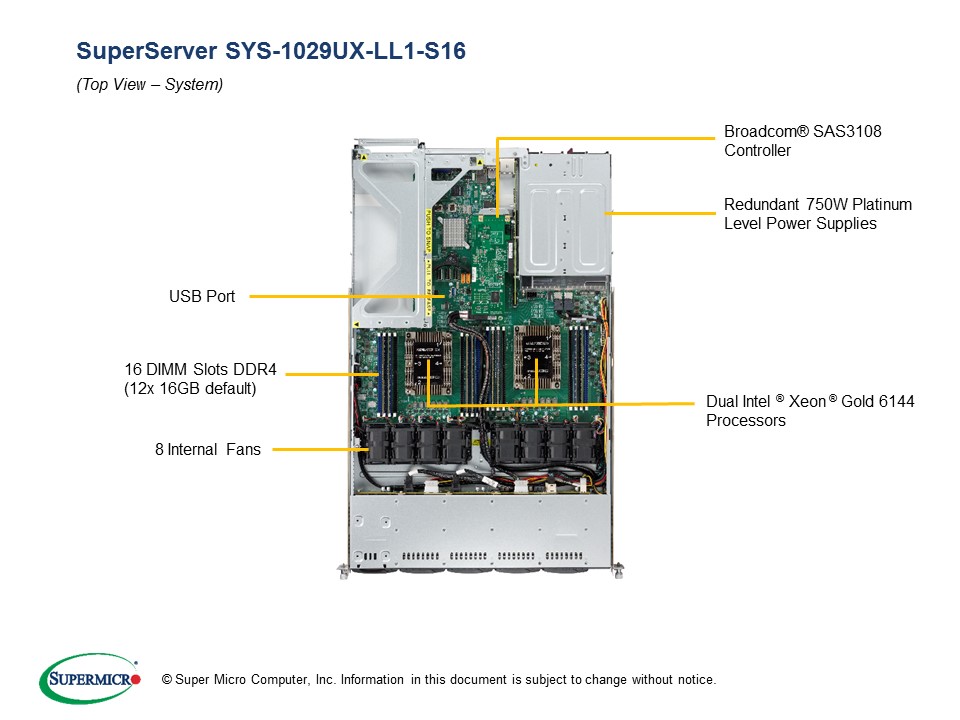 SuperServer SYS-1029UX-LL1-S16
(Top View – System)
Broadcom® SAS3108
Controller
Redundant 750W Platinum
Level Power Supplies
USB Port
16 DIMM Slots DDR4
(12x 16GB default)
Dual Intel ® Xeon ® Gold 6144
Processors
8 Internal Fans
SUPERMICRO
© Super Micro Computer, Inc. Information in this document is subject to change without notice.